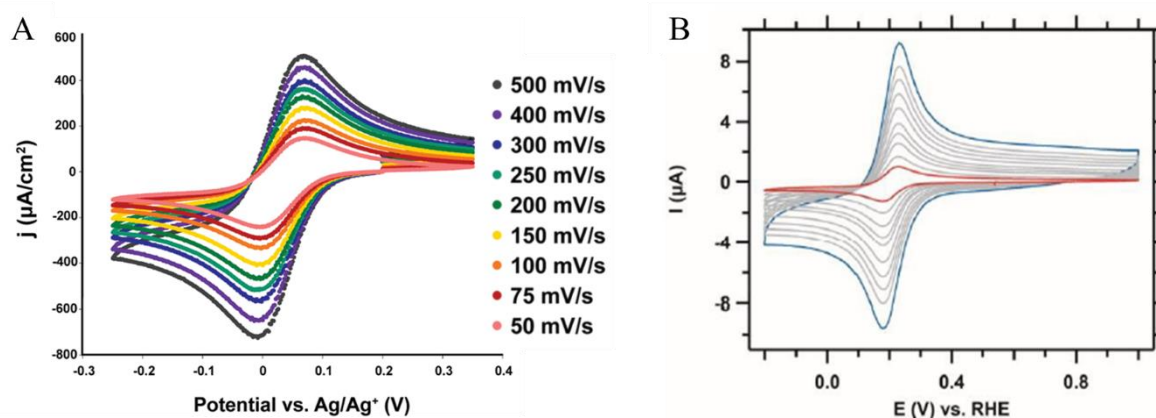 A
600
400
200
0
-200
-400
-600
-800
j (µA/cm²)
-0.3 -0.2 -0.1 0 0.1 0.2 0.3 0.4
Potential vs. Ag/Ag⁺ (V)
500 mV/s
400 mV/s
300 mV/s
250 mV/s
200 mV/s
150 mV/s
100 mV/s
75 mV/s
50 mV/s
B
8
4
0
-4
-8
I (µA)
0.0 0.4 0.8
E (V) vs. RHE